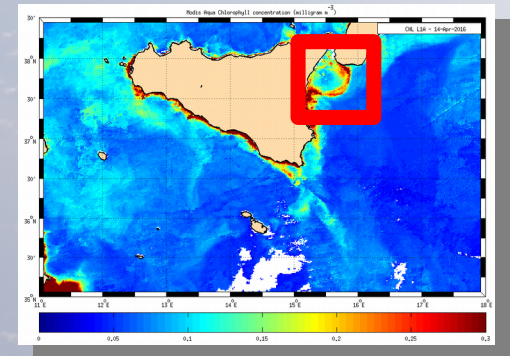 Modis Aqua Chlorophyll concentration (milligram m⁻³)
CHL L1A - 14-Apr-2016
30'
38°N
30'
37°N
30'
36°N
30'
35°N
11°E 12°E 13°E 14°E 15°E 16°E 17°E 18°E
0 0.05 0.1 0.15 0.2 0.25 0.3